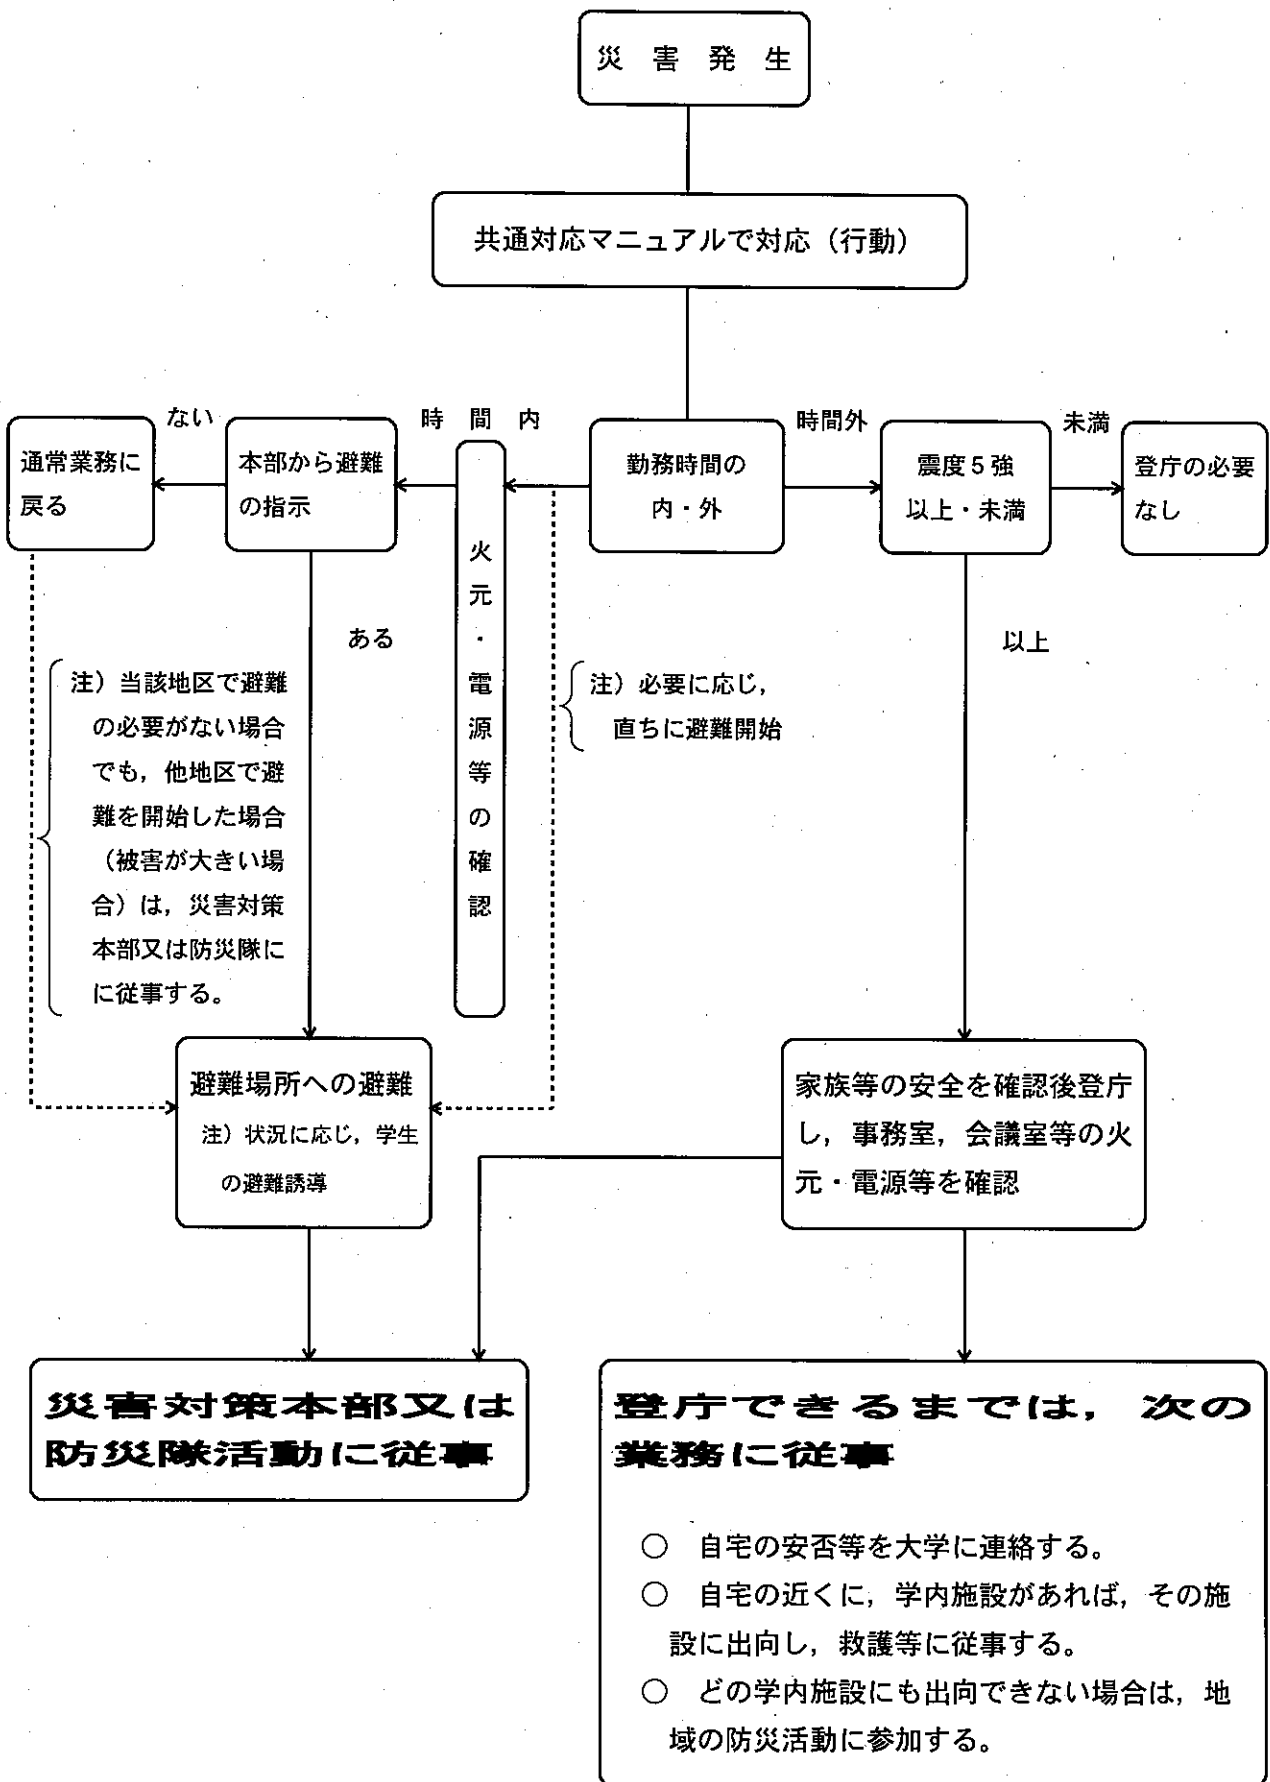 災害発生
共通対応マニュアルで対応（行動）
ない
時間内
時間外
未満
通常業務に
戻る
本部から避難
の指示
火元・電源等の確認
勤務時間の
内・外
震度５強
以上・未満
登庁の必要
なし
ある
以上
注）当該地区で避難
の必要がない場合
でも，他地区で避
難を開始した場合
（被害が大きい場
合）は，災害対策
本部又は防災隊に
に従事する。
注）必要に応じ，
直ちに避難開始
避難場所への避難
注）状況に応じ，学生
の避難誘導
家族等の安全を確認後登庁
し，事務室，会議室等の火
元・電源等を確認
災害対策本部又は
防災隊活動に従事
登庁できるまでは，次の
業務に従事
○　自宅の安否等を大学に連絡する。
○　自宅の近くに，学内施設があれば，その施
設に出向し，救護等に従事する。
○　どの学内施設にも出向できない場合は，地
域の防災活動に参加する。